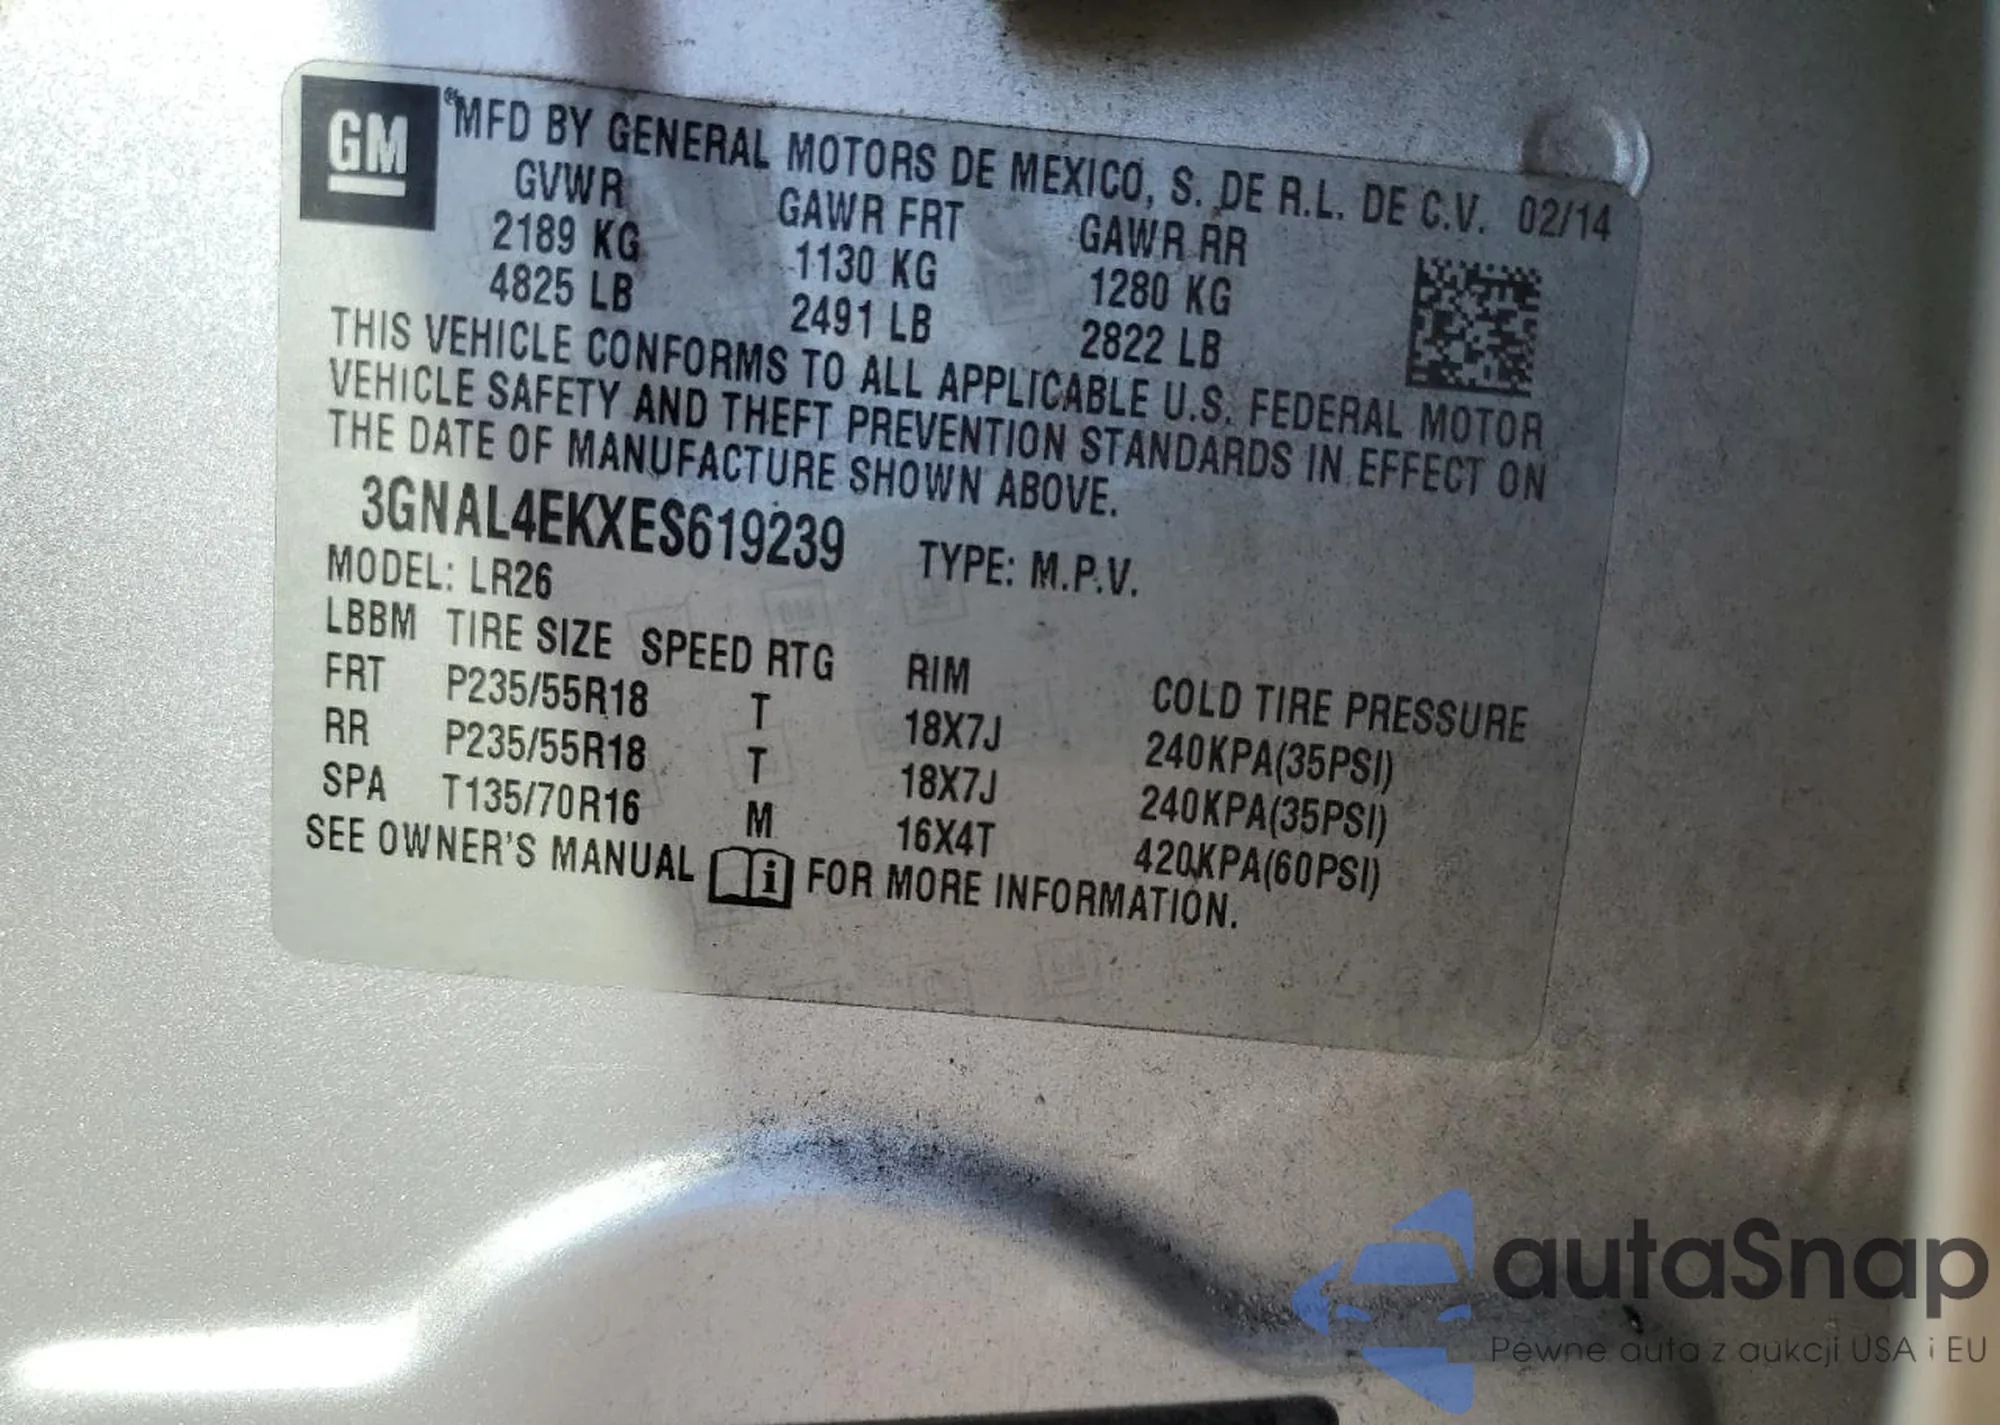 GM
®MFD BY GENERAL MOTORS DE MEXICO, S. DE R.L. DE C.V. 02/14
GVWR GAWR FRT GAWR RR
2189 KG 1130 KG 1280 KG
4825 LB 2491 LB 2822 LB
THIS VEHICLE CONFORMS TO ALL APPLICABLE U.S. FEDERAL MOTOR
VEHICLE SAFETY AND THEFT PREVENTION STANDARDS IN EFFECT ON
THE DATE OF MANUFACTURE SHOWN ABOVE.
3GNAL4EKXES619239 TYPE: M.P.V.
MODEL: LR26
LBBM TIRE SIZE SPEED RTG RIM COLD TIRE PRESSURE
FRT P235/55R18 T 18X7J 240KPA(35PSI)
RR P235/55R18 T 18X7J 240KPA(35PSI)
SPA T135/70R16 M 16X4T 420KPA(60PSI)
SEE OWNER'S MANUAL i FOR MORE INFORMATION.
autaSnap
Pewne auta z aukcji USA i EU